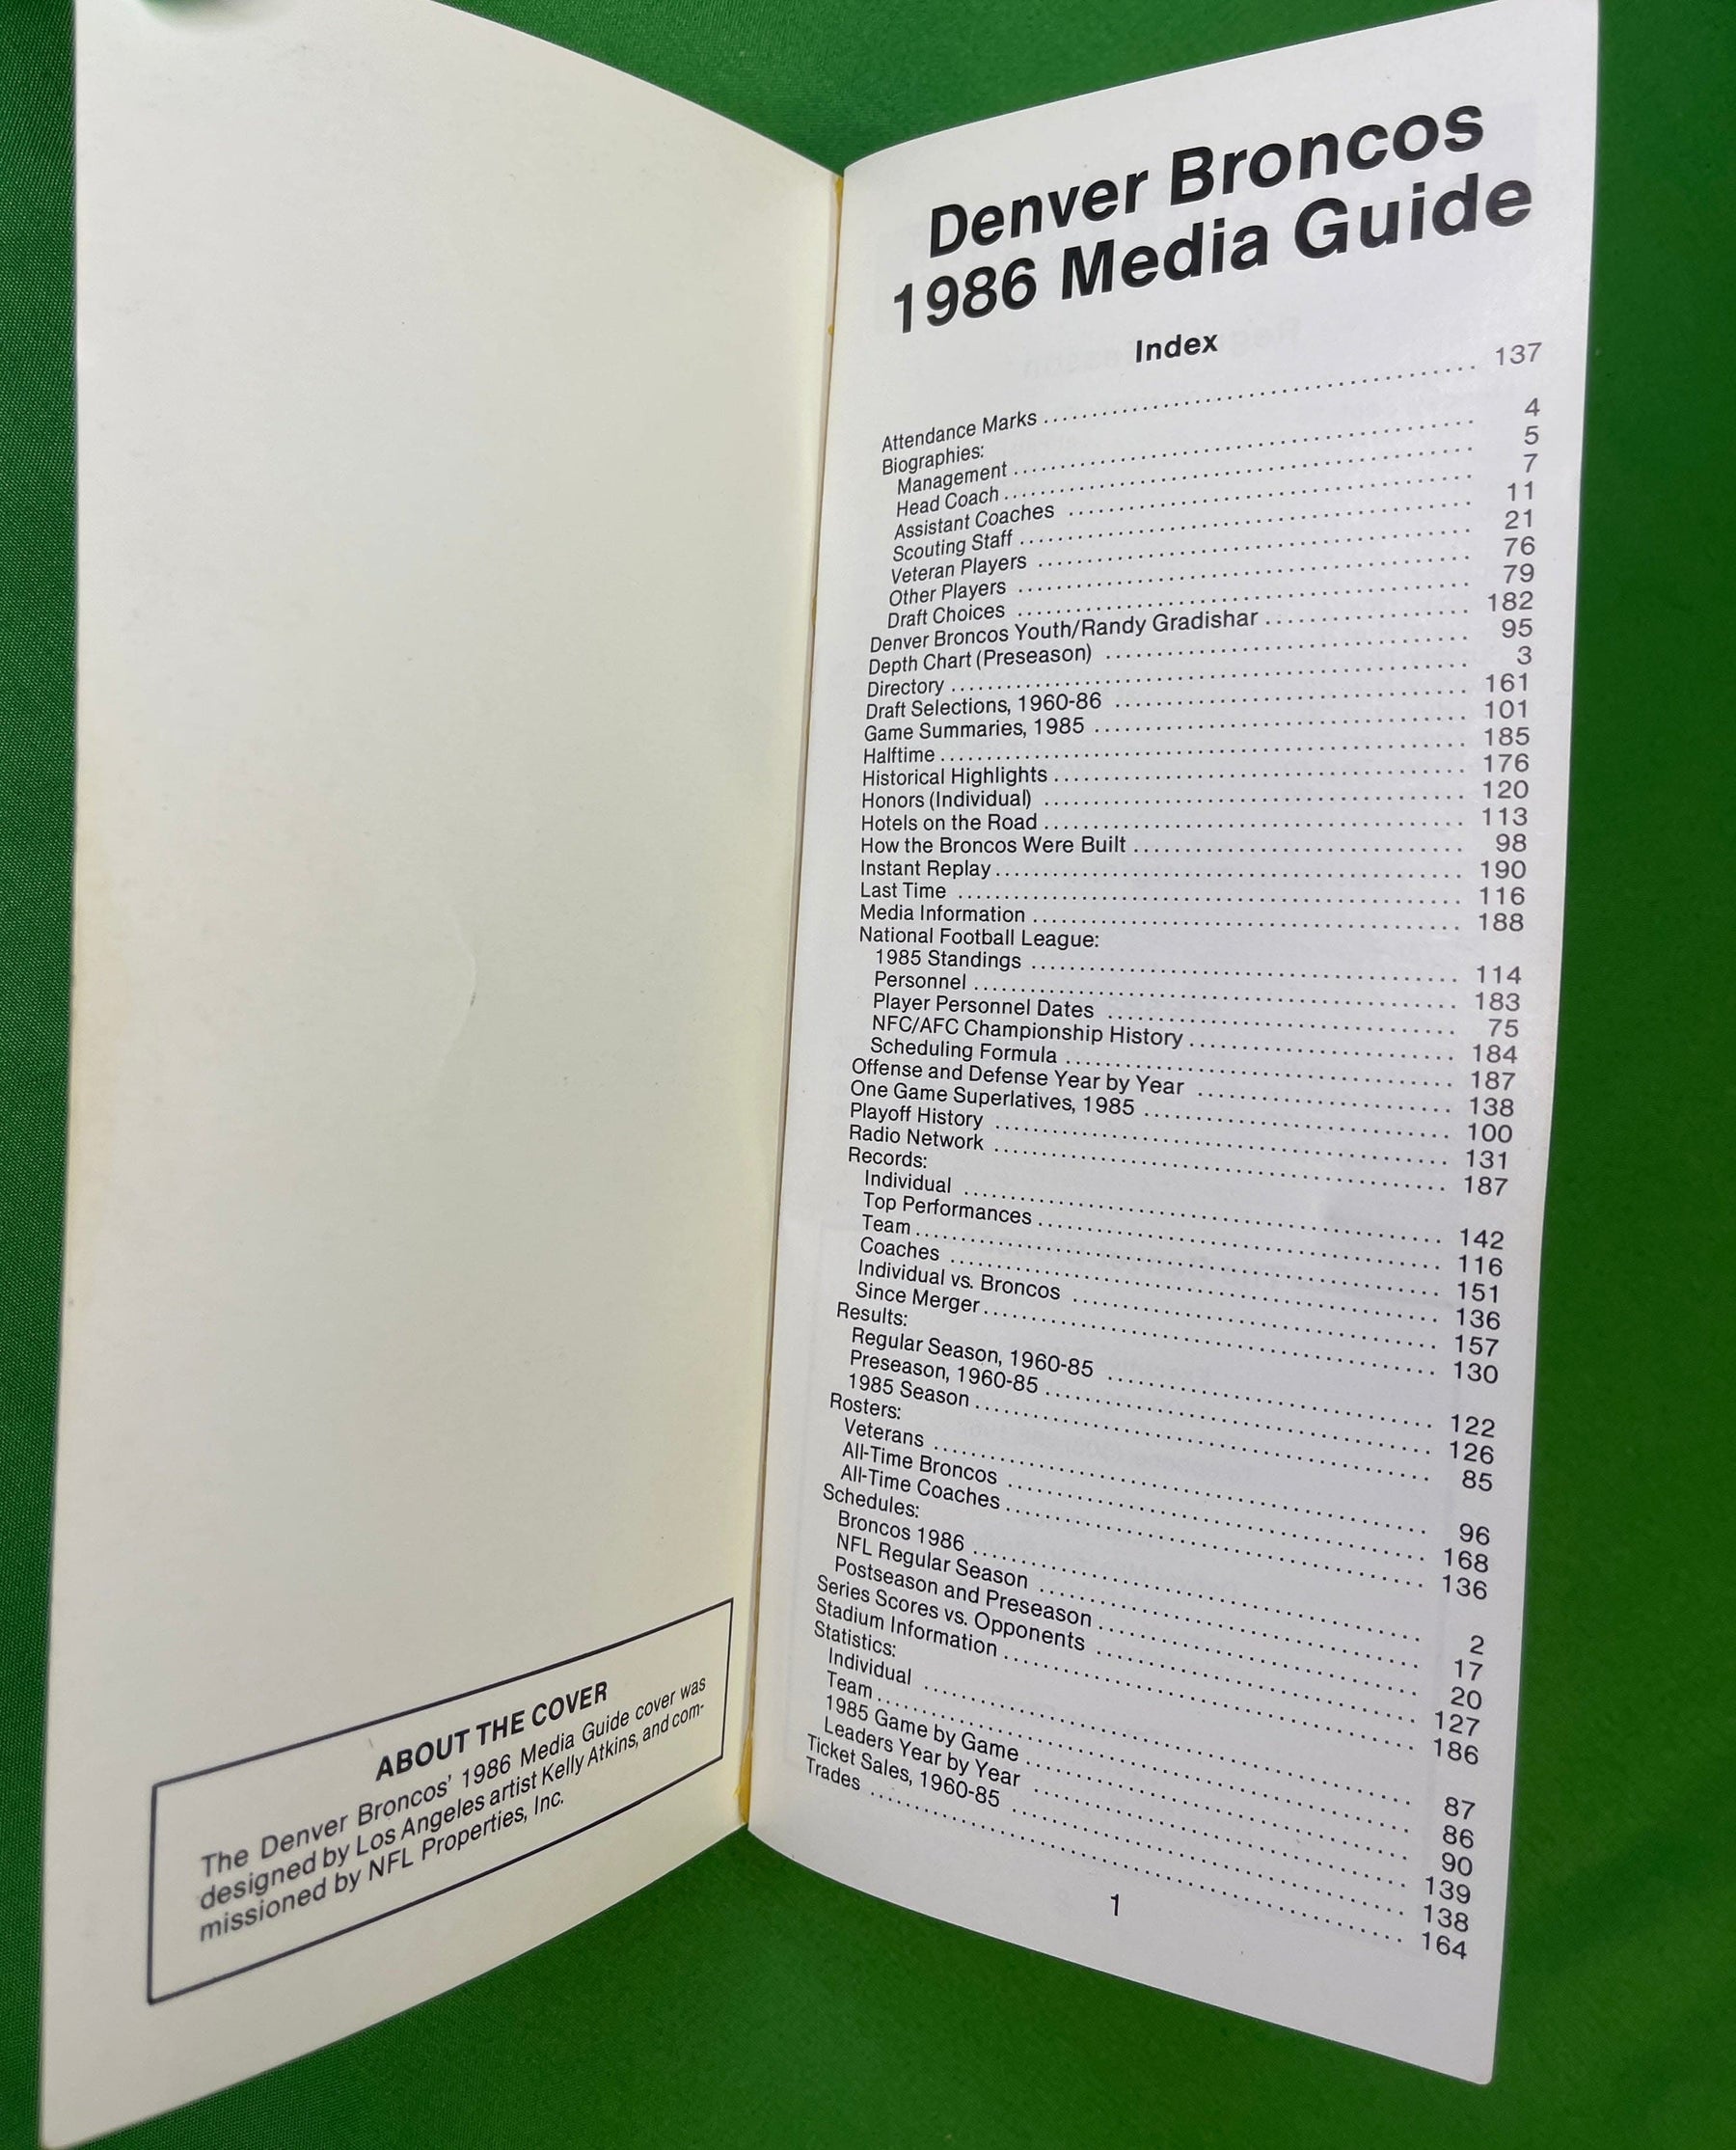 ABOUT THE COVER
The Denver Broncos' 1986 Media Guide cover was
designed by Los Angeles artist Kelly Atkins, and com-
missioned by NFL Properties, Inc.
Denver Broncos
1986 Media Guide
Index
Attendance Marks ........ 137
Biographies:
Management ........ 4
Head Coach ........ 5
Assistant Coaches ........ 7
Scouting Staff ........ 11
Veteran Players ........ 21
Other Players ........ 76
Draft Choices ........ 79
Denver Broncos Youth/Randy Gradishar ........ 182
Depth Chart (Preseason) ........ 95
Directory ........ 3
Draft Selections, 1960-86 ........ 161
Game Summaries, 1985 ........ 101
Halftime ........ 185
Historical Highlights ........ 176
Honors (Individual) ........ 120
Hotels on the Road ........ 113
How the Broncos Were Built ........ 98
Instant Replay ........ 190
Last Time ........ 116
Media Information ........ 188
National Football League:
1985 Standings ........ 114
Personnel ........ 183
Player Personnel Dates ........ 75
NFC/AFC Championship History ........ 184
Scheduling Formula ........ 187
Offense and Defense Year by Year ........ 138
One Game Superlatives, 1985 ........ 100
Playoff History ........ 131
Radio Network ........ 187
Records:
Individual ........ 142
Top Performances ........ 116
Team ........ 151
Coaches ........ 136
Individual vs. Broncos ........ 157
Since Merger ........ 130
Results:
Regular Season, 1960-85 ........ 122
Preseason, 1960-85 ........ 126
1985 Season ........ 85
Rosters:
Veterans ........ 96
All-Time Broncos ........ 168
All-Time Coaches ........ 136
Schedules:
Broncos 1986 ........ 2
NFL Regular Season ........ 17
Postseason and Preseason ........ 20
Series Scores vs. Opponents ........ 127
Stadium Information ........ 186
Statistics:
Individual ........ 87
Team ........ 86
1985 Game by Game ........ 90
Leaders Year by Year ........ 139
Ticket Sales, 1960-85 ........ 138
Trades ........ 164
1